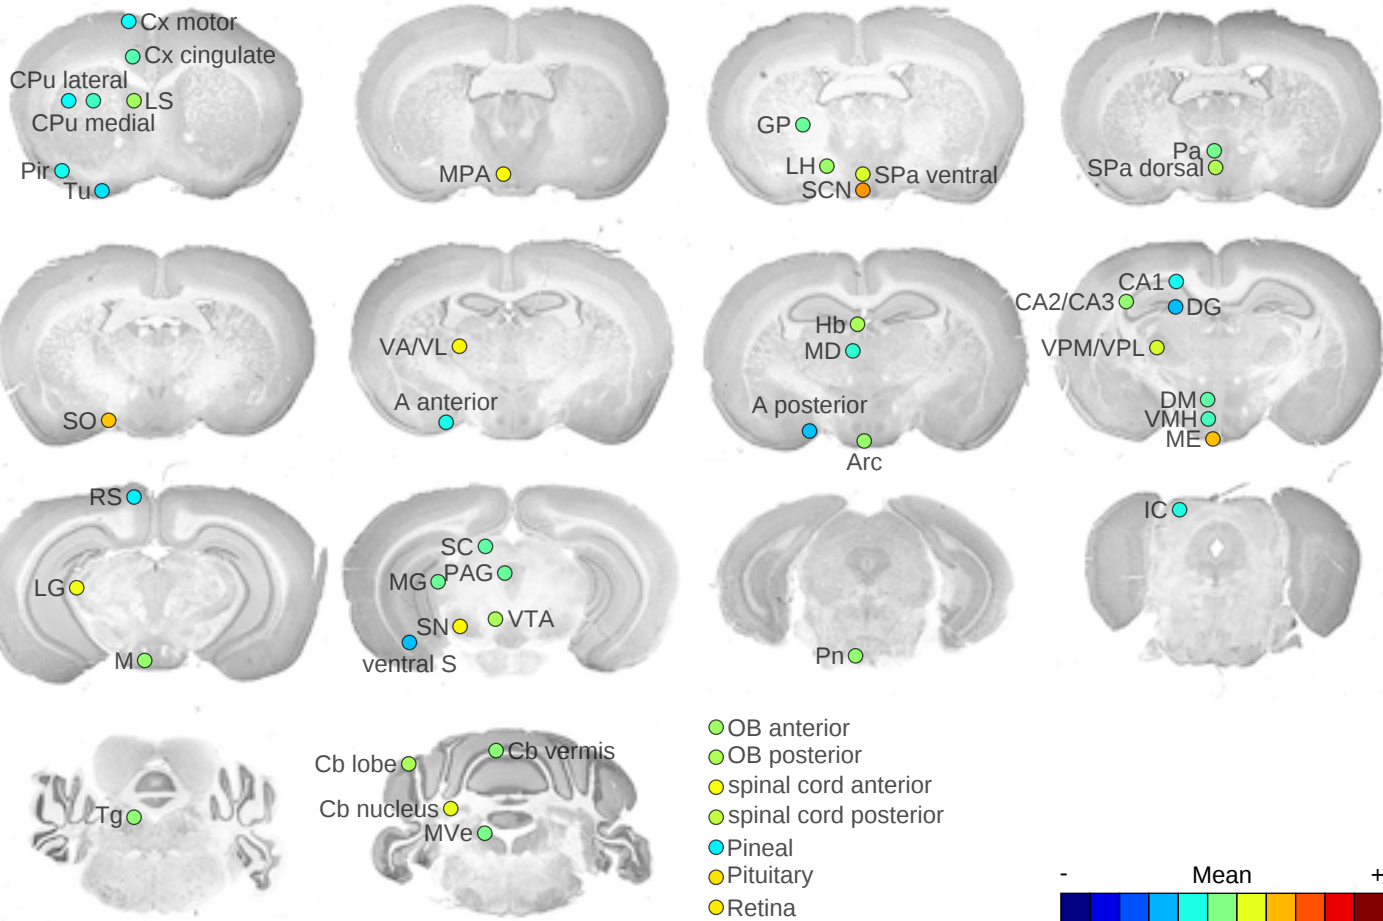 Cx motor
Cx cingulate
CPu lateral
LS
CPu medial
Pir
Tu
MPA
GP
LH
SPa ventral
SCN
Pa
SPa dorsal
SO
VA/VL
A anterior
Hb
MD
A posterior
Arc
CA1
CA2/CA3
DG
VPM/VPL
DM
VMH
ME
RS
LG
M
SC
MG
PAG
SN
VTA
ventral S
Pn
IC
Tg
Cb lobe
Cb vermis
Cb nucleus
MVe
OB anterior
OB posterior
spinal cord anterior
spinal cord posterior
Pineal
Pituitary
Retina
- Mean +